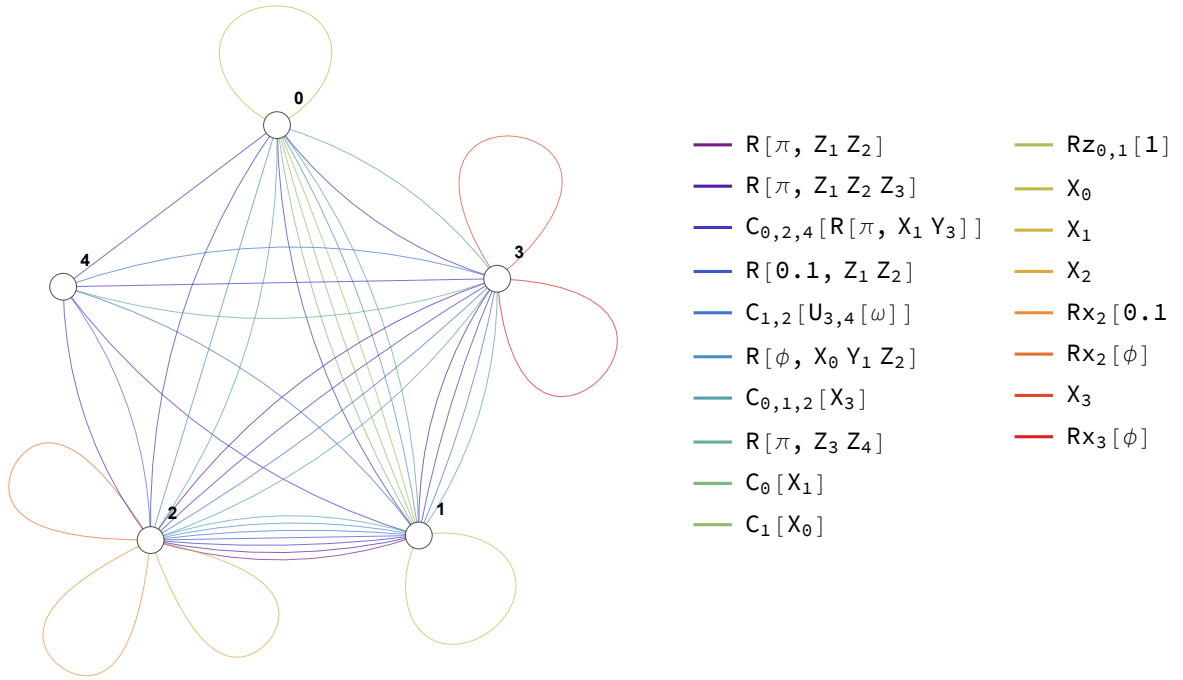 0
3
4
2
1
R[π, Z₁ Z₂]
R[π, Z₁ Z₂ Z₃]
C₀,₂,₄[R[π, X₁ Y₃]]
R[0.1, Z₁ Z₂]
C₁,₂[U₃,₄[ω]]
R[ϕ, X₀ Y₁ Z₂]
C₀,₁,₂[X₃]
R[π, Z₃ Z₄]
C₀[X₁]
C₁[X₀]
Rz₀,₁[1]
X₀
X₁
X₂
Rx₂[0.1
Rx₂[ϕ]
X₃
Rx₃[ϕ]